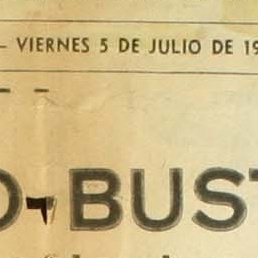 – VIERNES 5 DE JULIO DE 19
O - BUST